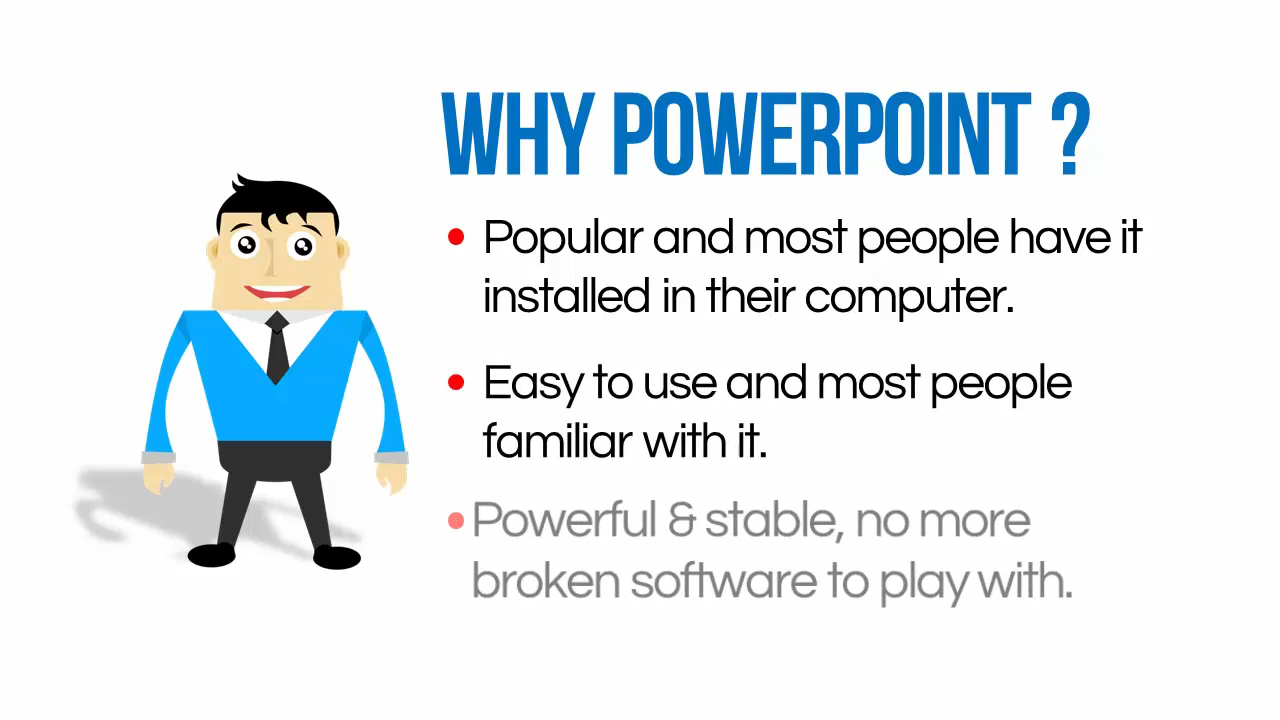 WHY POWERPOINT ?
• Popular and most people have it
installed in their computer.
• Easy to use and most people
familiar with it.
• Powerful & stable, no more
broken software to play with.